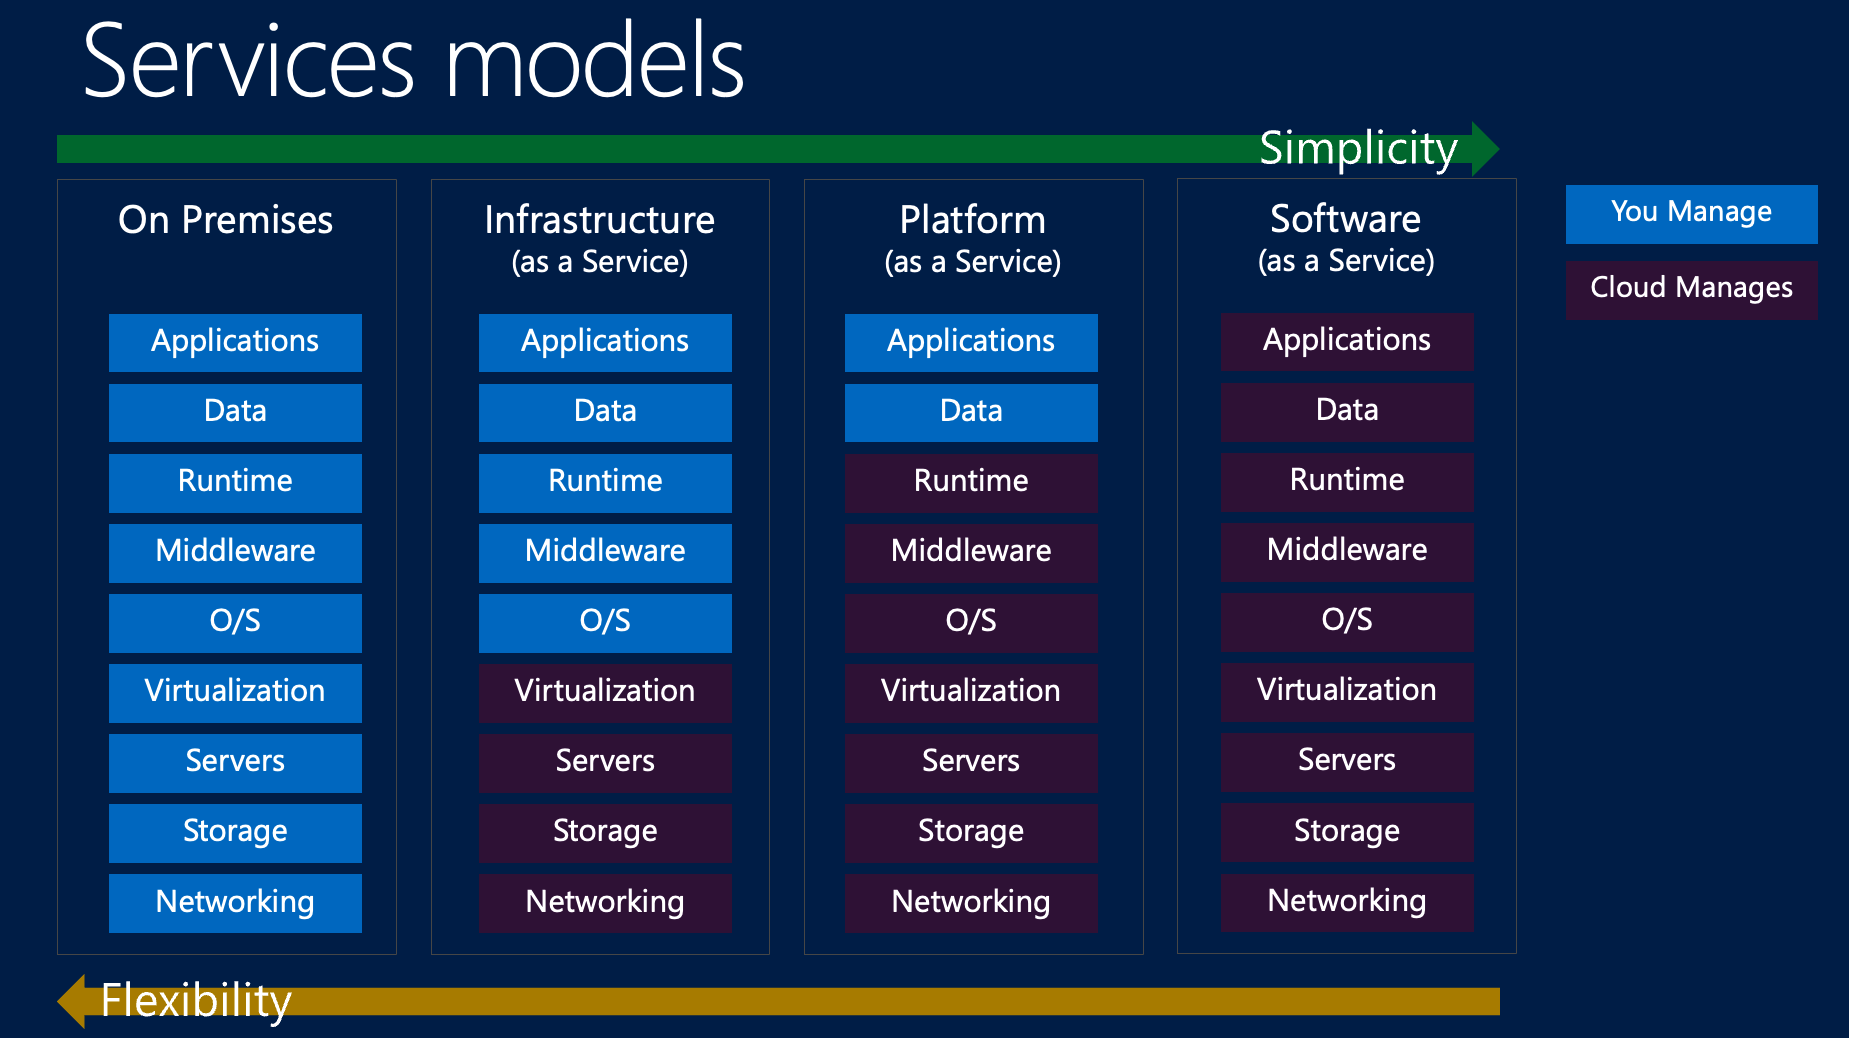 Services models
Simplicity
On Premises
Applications
Data
Runtime
Middleware
O/S
Virtualization
Servers
Storage
Networking
Infrastructure
(as a Service)
Applications
Data
Runtime
Middleware
O/S
Virtualization
Servers
Storage
Networking
Platform
(as a Service)
Applications
Data
Runtime
Middleware
O/S
Virtualization
Servers
Storage
Networking
Software
(as a Service)
Applications
Data
Runtime
Middleware
O/S
Virtualization
Servers
Storage
Networking
You Manage
Cloud Manages
Flexibility